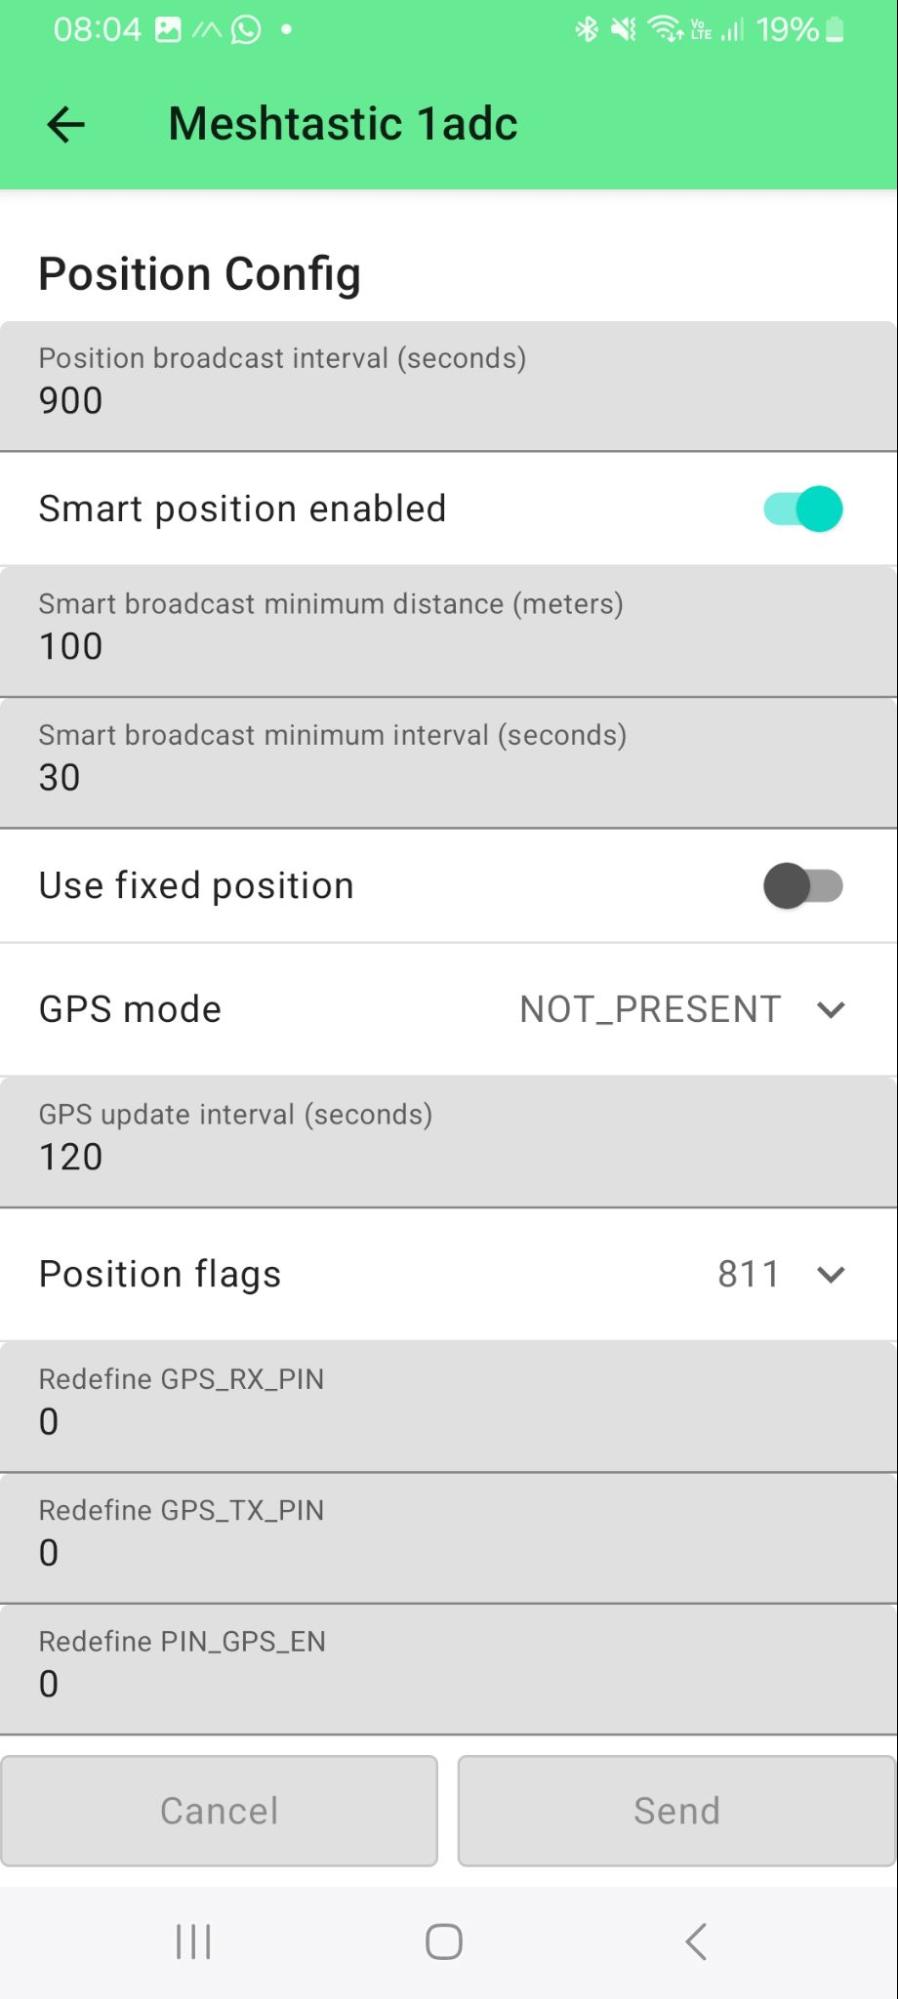 08:04 Vo LTE 19%
Meshtastic 1adc
Position Config
Position broadcast interval (seconds)
900
Smart position enabled
Smart broadcast minimum distance (meters)
100
Smart broadcast minimum interval (seconds)
30
Use fixed position
GPS mode NOT_PRESENT
GPS update interval (seconds)
120
Position flags 811
Redefine GPS_RX_PIN
0
Redefine GPS_TX_PIN
0
Redefine PIN_GPS_EN
0
Cancel Send